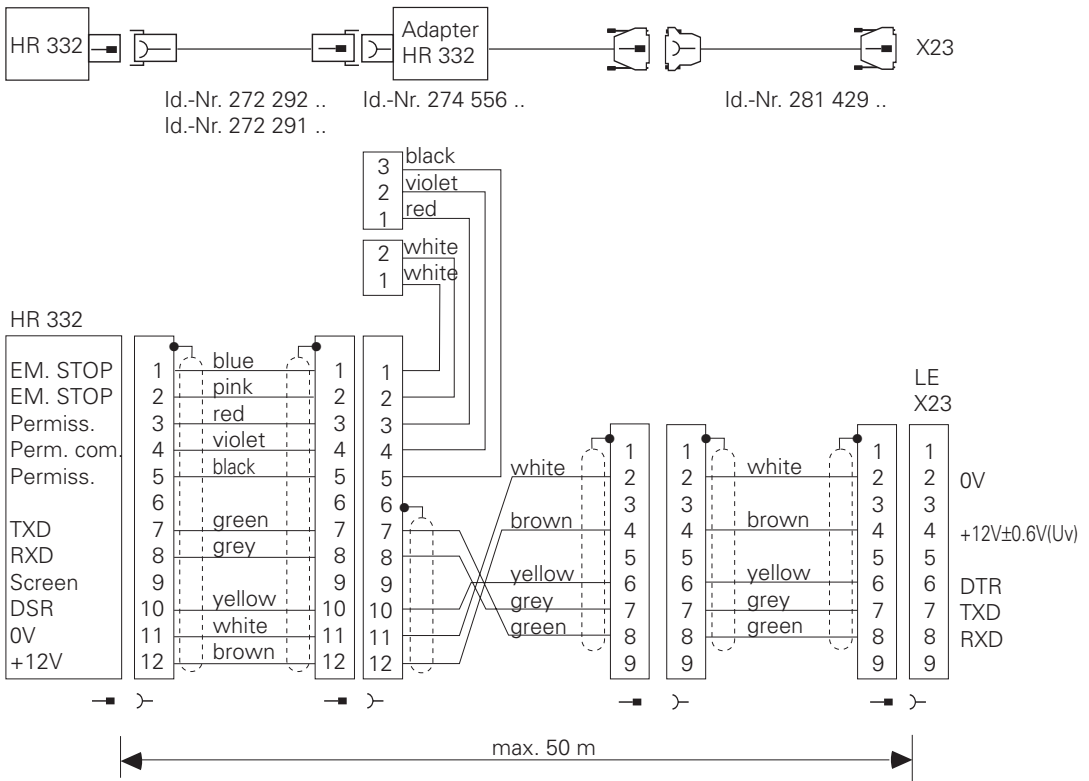 HR 332
Adapter
HR 332
X23
Id.-Nr. 272 292 ..
Id.-Nr. 272 291 ..
Id.-Nr. 274 556 ..
Id.-Nr. 281 429 ..
3 black
2 violet
1 red
2 white
1 white
HR 332
LE
X23
EM. STOP 1 blue 1 1 1 1 1 1
EM. STOP 2 pink 2 2 white 2 2 white 2 2 0V
Permiss. 3 red 3 3 3 3 3 3
Perm. com. 4 violet 4 4 brown 4 4 brown 4 4 +12V±0.6V(Uv)
Permiss. 5 black 5 5 5 5 5 5
6 6 6 yellow 6 6 yellow 6 6 DTR
TXD 7 green 7 7 grey 7 7 grey 7 7 TXD
RXD 8 grey 8 8 green 8 8 green 8 8 RXD
Screen 9 9 9 9 9 9 9
DSR 10 yellow 10 10
0V 11 white 11 11
+12V 12 brown 12 12
max. 50 m